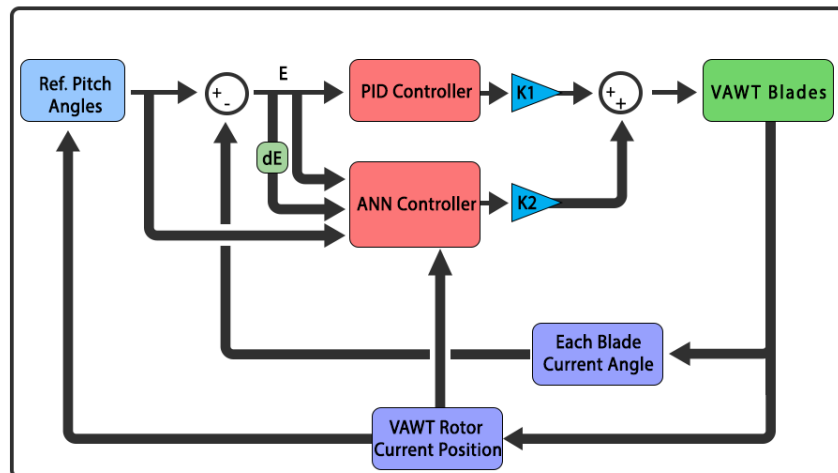 E
Ref. Pitch
Angles
+
-
PID Controller
K1
+
+
VAWT Blades
dE
ANN Controller
K2
Each Blade
Current Angle
VAWT Rotor
Current Position